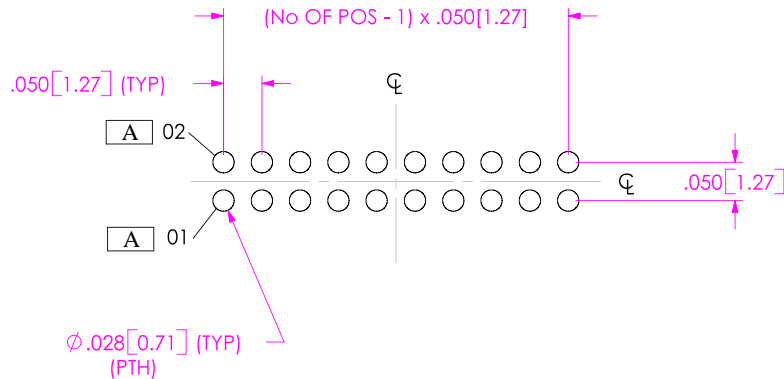 (No OF POS - 1) x .050[1.27]
.050[1.27] (TYP)
℄
A 02
℄
.050[1.27]
A 01
Ø.028[0.71] (TYP)
(PTH)